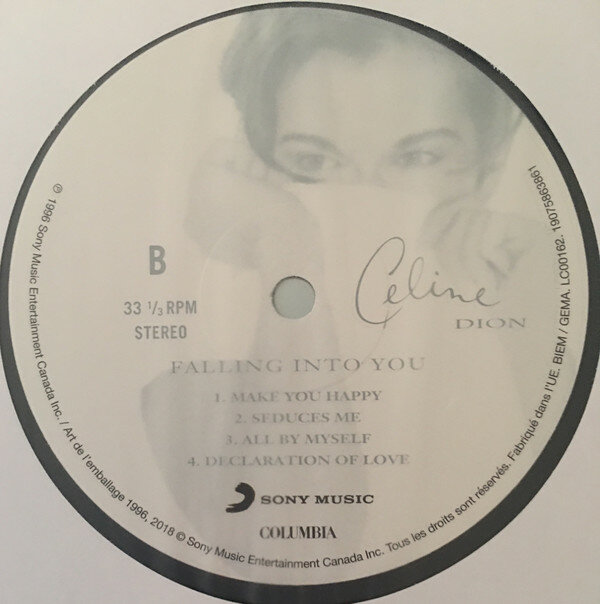 B
33 1/3 RPM
STEREO
Celine
DION
FALLING INTO YOU
1. MAKE YOU HAPPY
2. SEDUCES ME
3. ALL BY MYSELF
4. DECLARATION OF LOVE
SONY MUSIC
COLUMBIA
℗ 1996 Sony Music Entertainment Canada Inc. / Art de l'emballage 1996, 2018 © Sony Music Entertainment Canada Inc. Tous les droits sont réservés. Fabriqué dans l'UE. BIEM / GEMA. LC00162. 19075863861